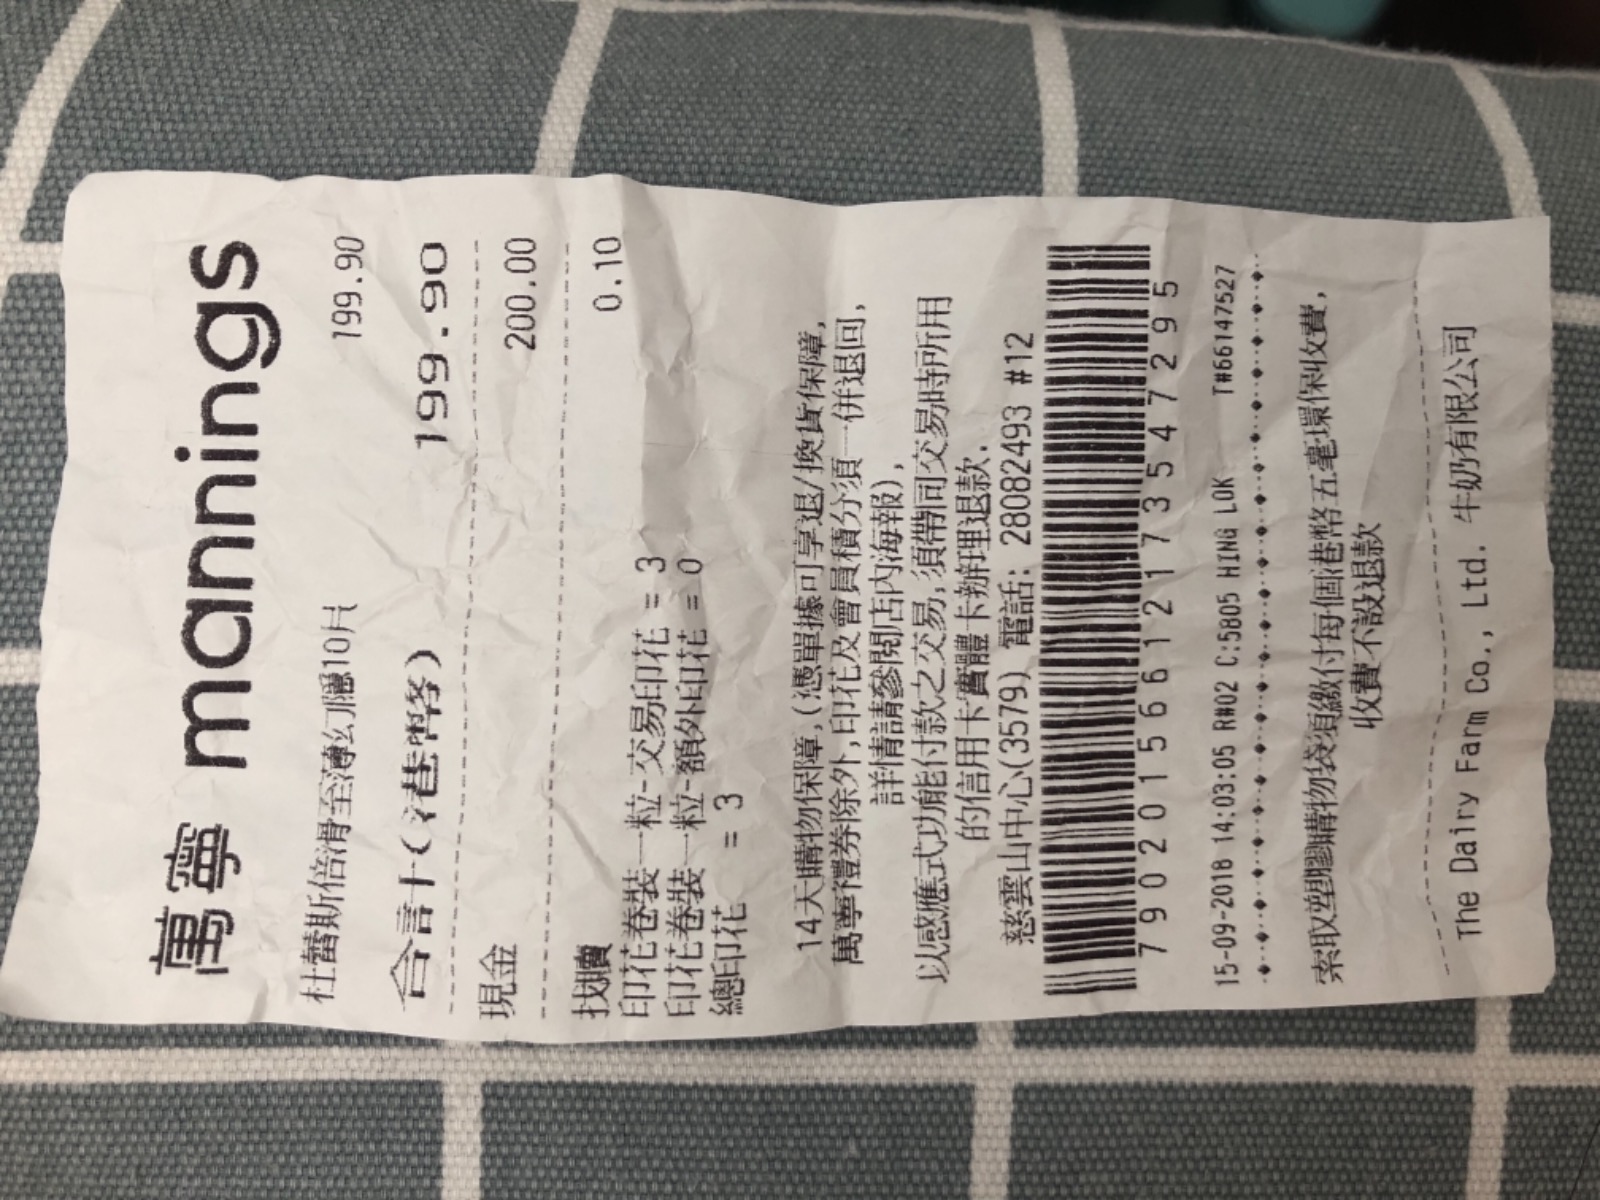 萬寧 mannings
杜蕾斯倍滑至薄幻隱10片 199.90
合計(港幣) 199.90
現金 200.00
找贖 0.10
印花卷裝一粒-交易印花 = 3
印花卷裝一粒-額外印花 = 0
總印花 = 3
14天購物保障,(憑單據可享退/換貨保障,
萬寧禮券除外,印花及會員積分須一併退回,
詳情請參閱店內海報),
以感應式功能付款之交易,須帶同交易時所用
的信用卡實體卡辦理退款.
慈雲山中心(3579) 電話: 28082493 #12
7902015661217354 7295
15-09-2018 14:03:05 R#02 C:5805 HING LOK T#66147527
索取塑膠購物袋須繳付每個港幣五毫環保收費,
收費不設退款
The Dairy Farm Co., Ltd. 牛奶有限公司